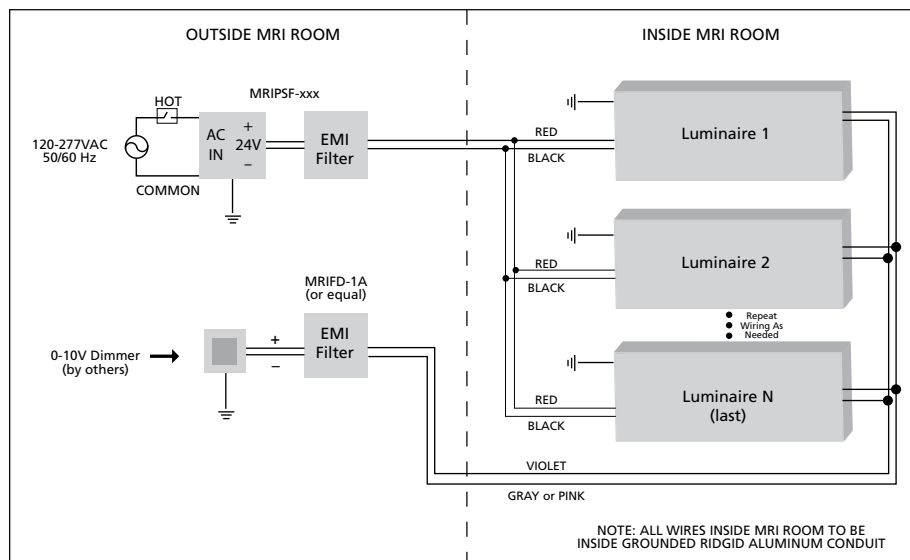 OUTSIDE MRI ROOM
INSIDE MRI ROOM
MRIPSF-xxx
HOT
AC
IN
+
24V
–
EMI
Filter
120-277VAC
50/60 Hz
COMMON
RED
BLACK
Luminaire 1
RED
BLACK
Luminaire 2
MRIFD-1A
(or equal)
EMI
Filter
+
–
0-10V Dimmer
(by others)
Repeat
Wiring As
Needed
RED
BLACK
Luminaire N
(last)
VIOLET
GRAY or PINK
NOTE: ALL WIRES INSIDE MRI ROOM TO BE
INSIDE GROUNDED RIDGID ALUMINUM CONDUIT